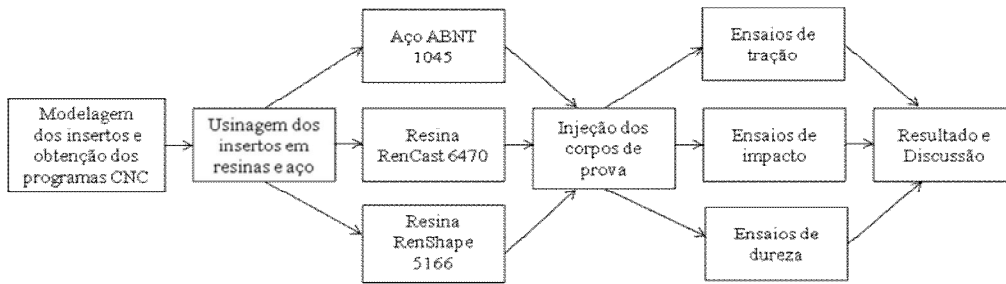 Modelagem
dos insertos e
obtenção dos
programas CNC
Usinagem dos
insertos em
resinas e aço
Aço ABNT
1045
Resina
RenCast 6470
Resina
RenShape
5166
Injeção dos
corpos de
prova
Ensaios de
tração
Ensaios de
impacto
Ensaios de
dureza
Resultado e
Discussão